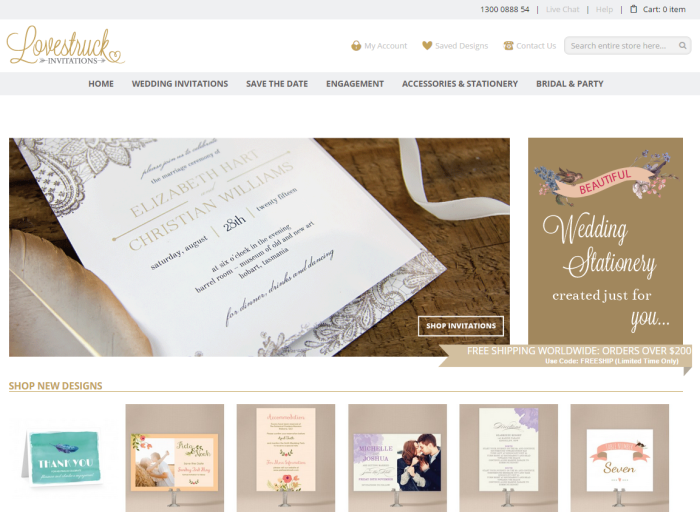 1300 0888 54 | Live Chat | Help | Cart: 0 item
Lovestruck
INVITATIONS
My Account
Saved Designs
Contact Us
Search entire store here...
HOME
WEDDING INVITATIONS
SAVE THE DATE
ENGAGEMENT
ACCESSORIES & STATIONERY
BRIDAL & PARTY
please join us to celebrate
the marriage ceremony of
ELIZABETH HART
and
CHRISTIAN WILLIAMS
saturday, august | 28th | twenty fifteen
at six o'clock in the evening
barrel room - museum of old and new art
hobart, tasmania
for dinner, drinks and dancing
SHOP INVITATIONS
BEAUTIFUL
Wedding
Stationery
created just for
you...
FREE SHIPPING WORLDWIDE: ORDERS OVER $200
Use Code: FREESHIP (Limited Time Only)
SHOP NEW DESIGNS
THANK YOU
Accommodations
MICHELLE
JOSHUA
Seven